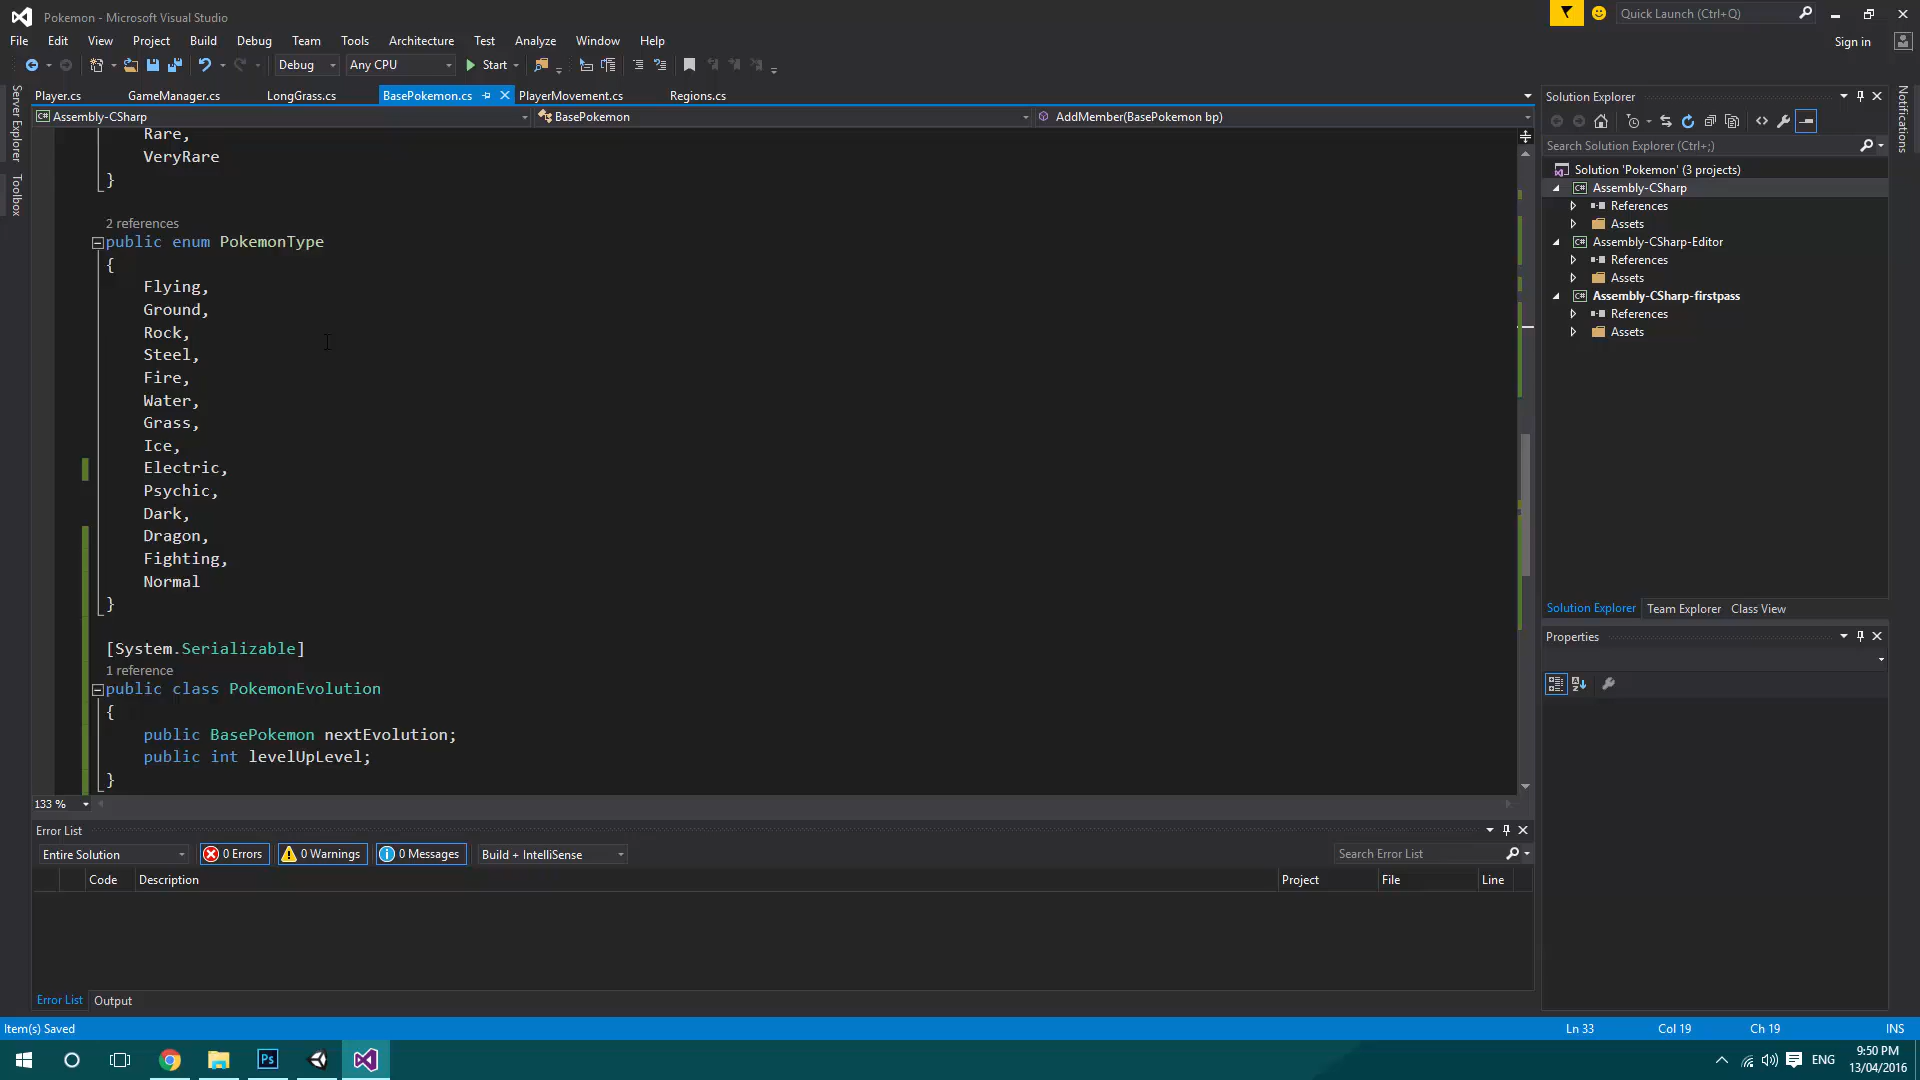 Pokemon - Microsoft Visual Studio
Quick Launch (Ctrl+Q)
File Edit View Project Build Debug Team Tools Architecture Test Analyze Window Help
Sign in
Debug Any CPU Start
Player.cs GameManager.cs LongGrass.cs BasePokemon.cs PlayerMovement.cs Regions.cs
Assembly-CSharp BasePokemon AddMember(BasePokemon bp)
Server Explorer
Toolbox
Rare,
VeryRare
}
2 references
public enum PokemonType
{
Flying,
Ground,
Rock,
Steel,
Fire,
Water,
Grass,
Ice,
Electric,
Psychic,
Dark,
Dragon,
Fighting,
Normal
}
[System.Serializable]
1 reference
public class PokemonEvolution
{
public BasePokemon nextEvolution;
public int levelUpLevel;
}
133 %
Solution Explorer
Search Solution Explorer (Ctrl+;)
Solution 'Pokemon' (3 projects)
Assembly-CSharp
References
Assets
Assembly-CSharp-Editor
References
Assets
Assembly-CSharp-firstpass
References
Assets
Solution Explorer Team Explorer Class View
Properties
Notifications
Error List
Entire Solution 0 Errors 0 Warnings 0 Messages Build + IntelliSense Search Error List
Code Description Project File Line
Error List Output
Item(s) Saved Ln 33 Col 19 Ch 19 INS
Ps
ENG
9:50 PM
13/04/2016